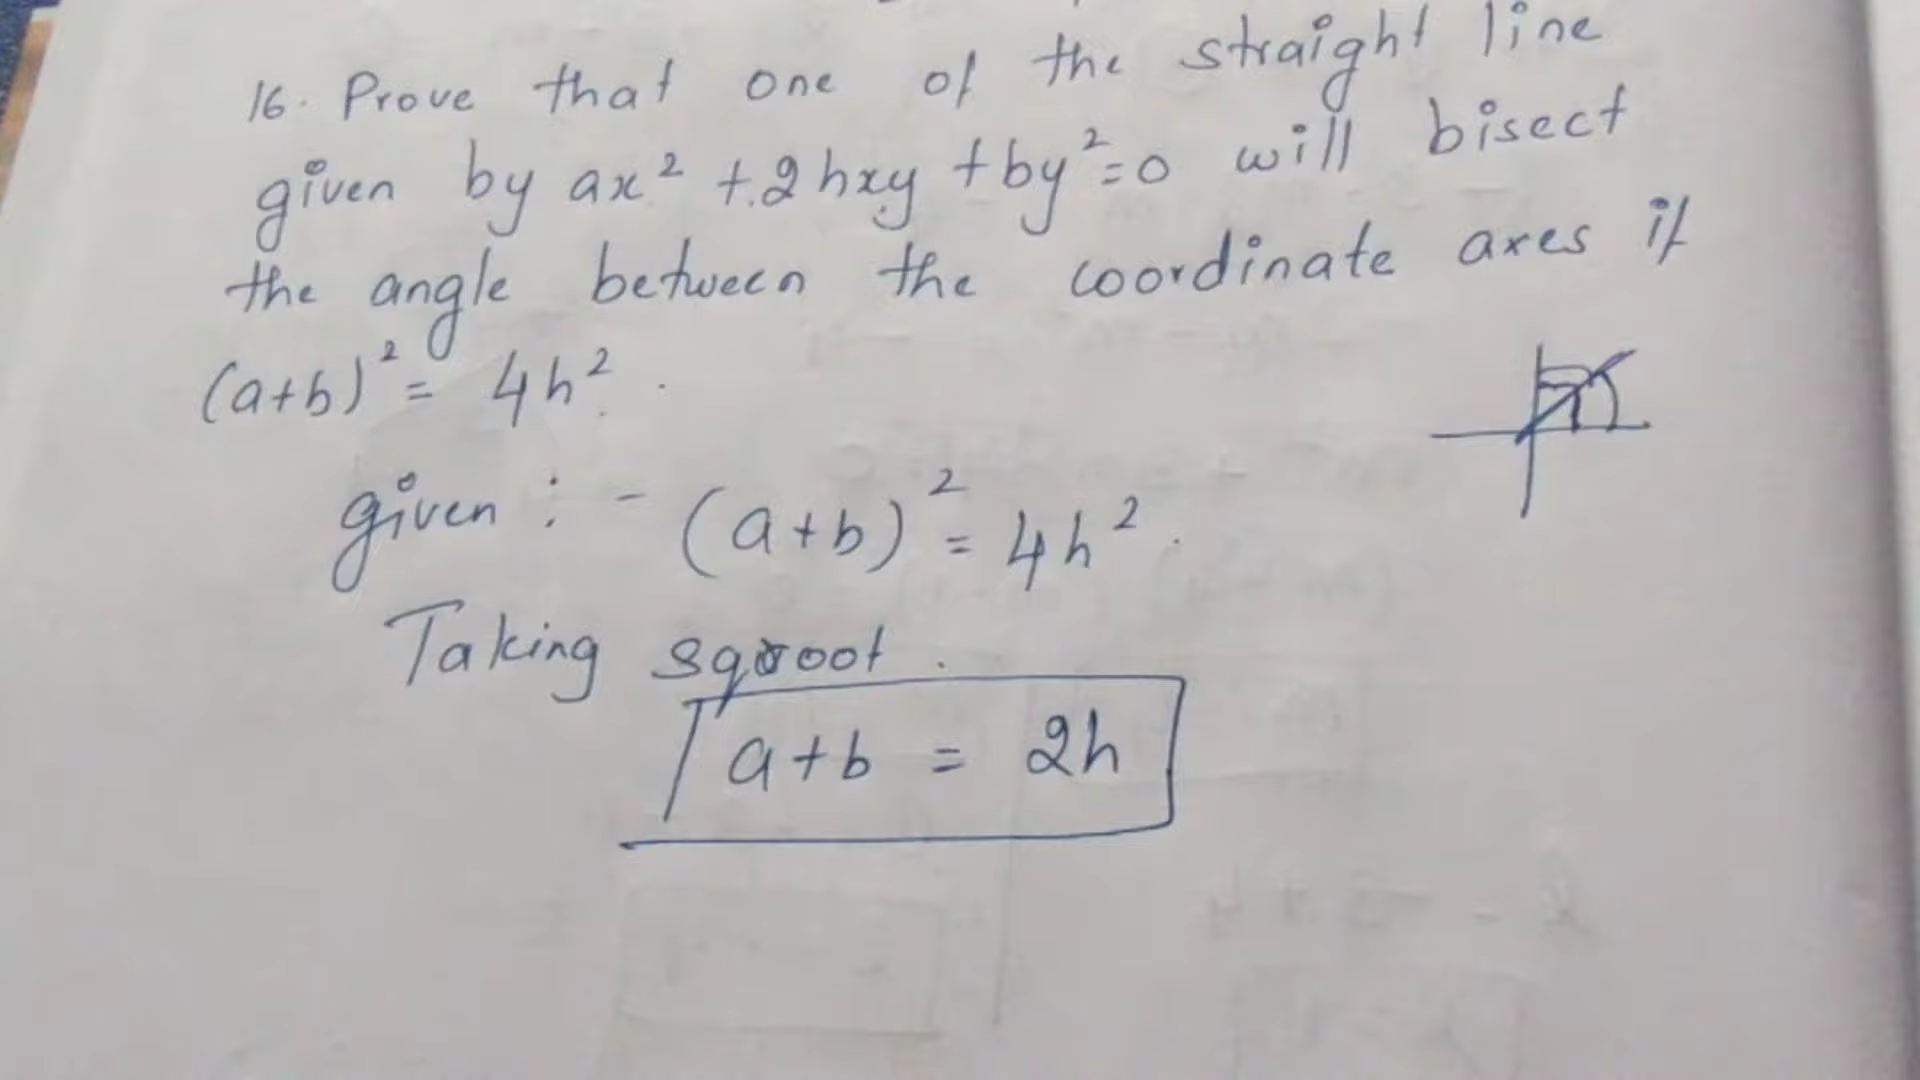 16. Prove that one of the straight line
given by ax² + 2hxy + by² = 0 will bisect
the angle between the coordinate axes if
(a+b)² = 4h².
given :- (a+b)² = 4h².
Taking sqroot.
a+b = 2h